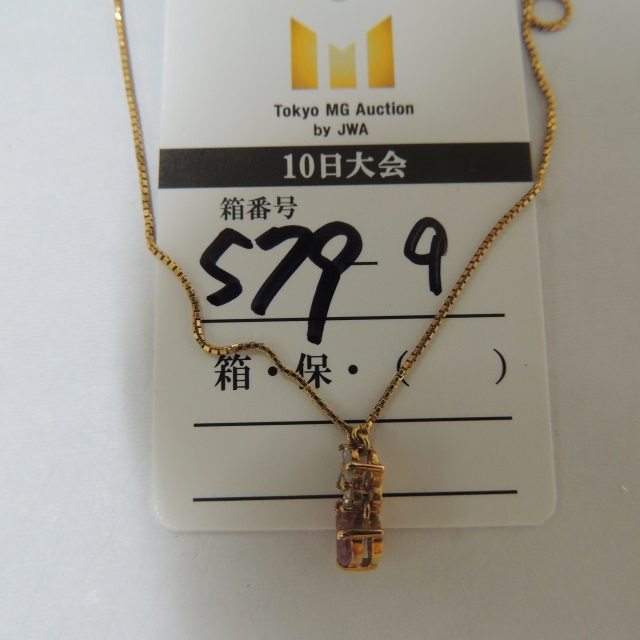 Tokyo MG Auction
by JWA
10日大会
箱番号
579-9
箱・保・（　　）